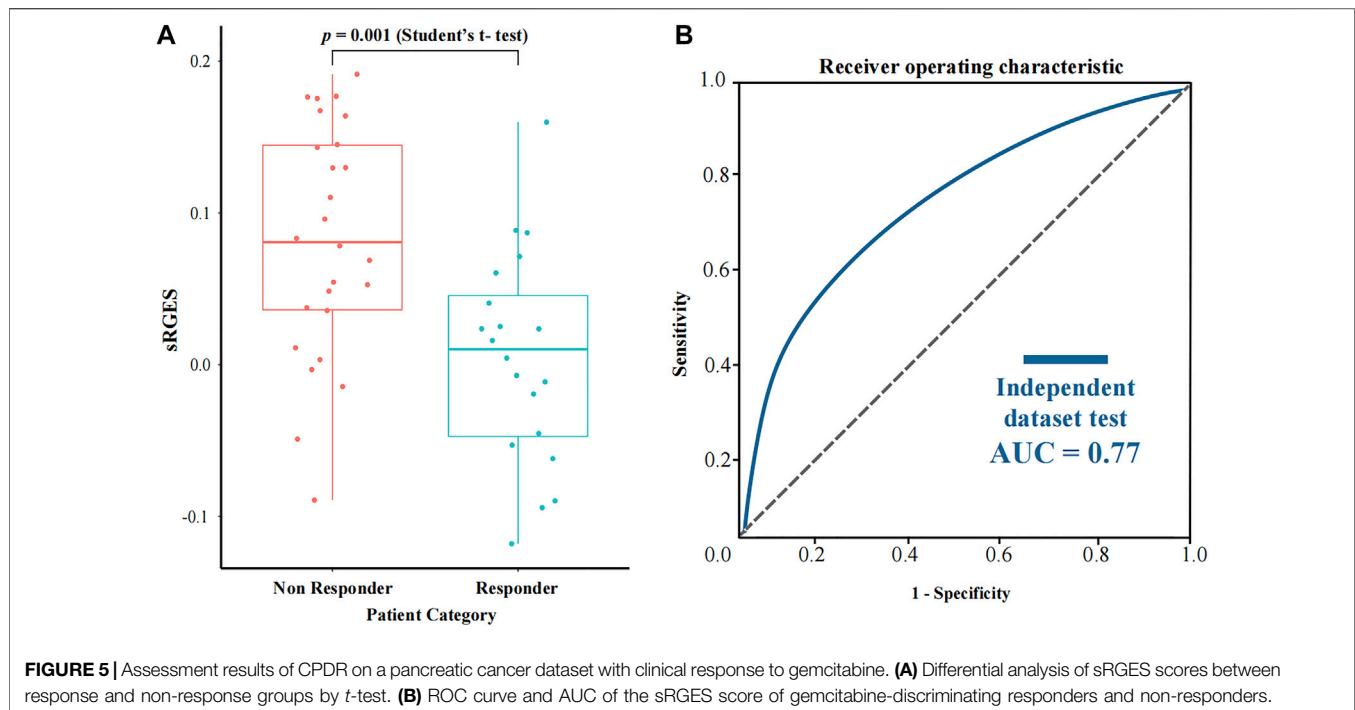 A
p = 0.001 (Student's t- test)
0.2
0.1
0.0
-0.1
sRGES
Non Responder
Responder
Patient Category
B
Receiver operating characteristic
1.0
0.8
0.6
0.4
0.2
0.0
Sensitivity
0.2
0.4
0.6
0.8
1.0
1 - Specificity
Independent
dataset test
AUC = 0.77
FIGURE 5 | Assessment results of CPDR on a pancreatic cancer dataset with clinical response to gemcitabine. (A) Differential analysis of sRGES scores between
response and non-response groups by t-test. (B) ROC curve and AUC of the sRGES score of gemcitabine-discriminating responders and non-responders.